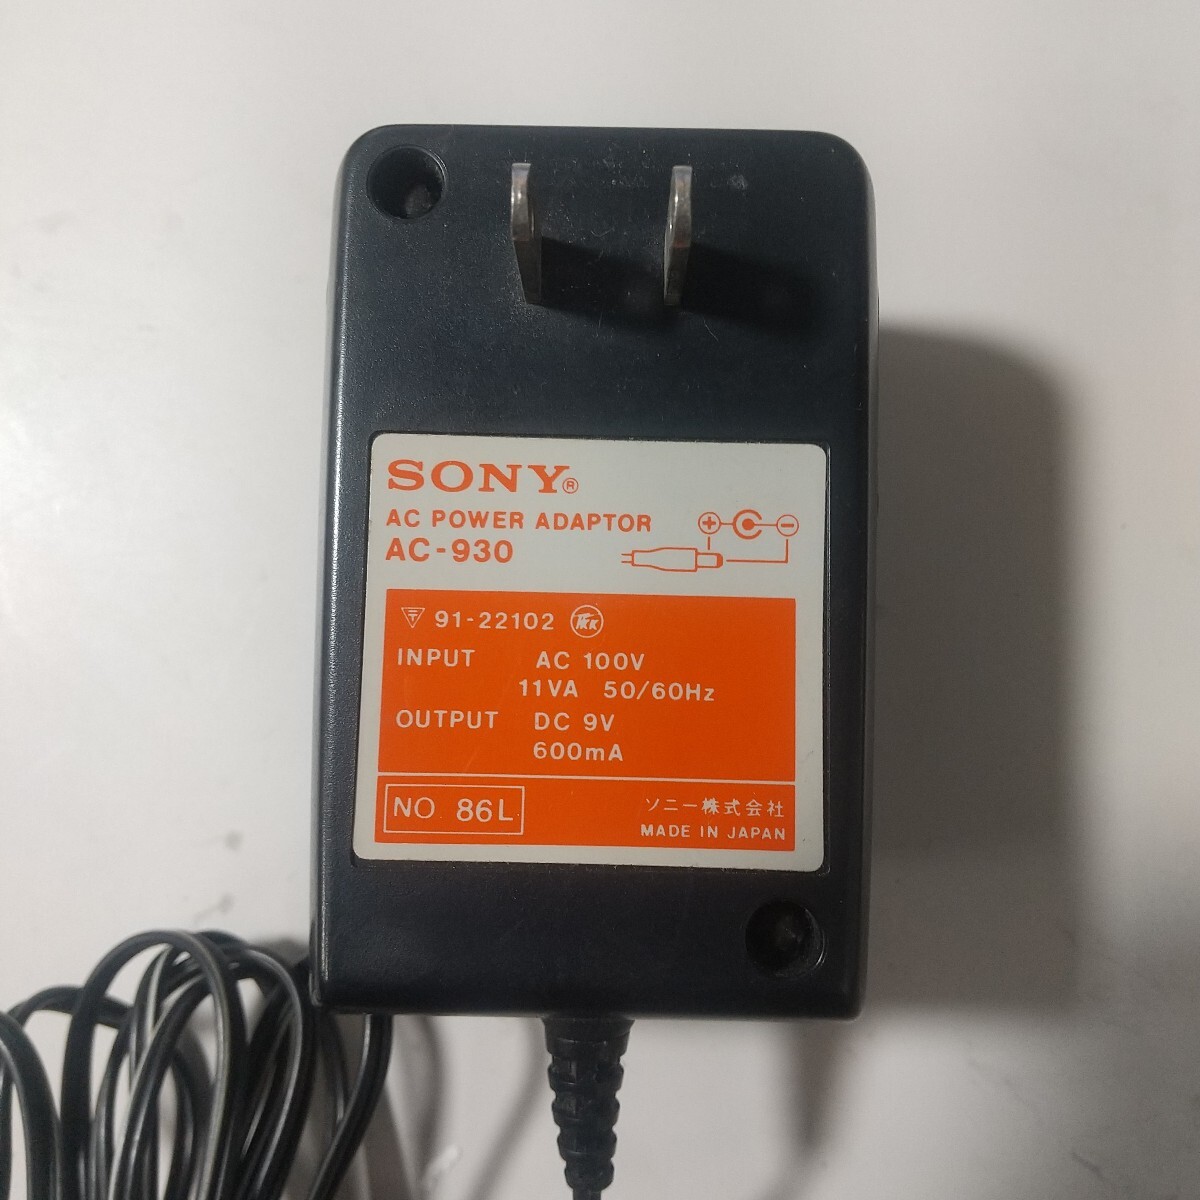 SONY®
AC POWER ADAPTOR
AC-930
+ -
〒 91-22102 TKK
INPUT AC 100V
11VA 50/60Hz
OUTPUT DC 9V
600mA
NO 86L
ソニー株式会社
MADE IN JAPAN